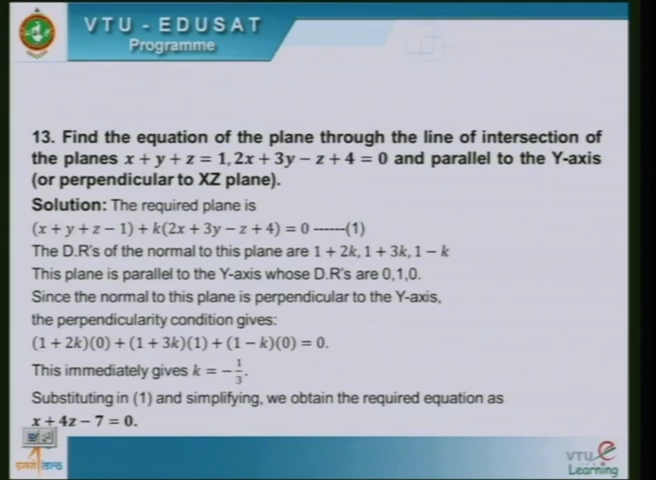 VTU - EDUSAT
Programme
13. Find the equation of the plane through the line of intersection of
the planes x + y + z = 1, 2x + 3y − z + 4 = 0 and parallel to the Y-axis
(or perpendicular to XZ plane).
Solution: The required plane is
(x + y + z − 1) + k(2x + 3y − z + 4) = 0 ------(1)
The D.R's of the normal to this plane are 1 + 2k, 1 + 3k, 1 − k
This plane is parallel to the Y-axis whose D.R's are 0,1,0.
Since the normal to this plane is perpendicular to the Y-axis,
the perpendicularity condition gives:
(1 + 2k)(0) + (1 + 3k)(1) + (1 − k)(0) = 0.
This immediately gives k = −1/3.
Substituting in (1) and simplifying, we obtain the required equation as
x + 4z − 7 = 0.
VTU e
Learning